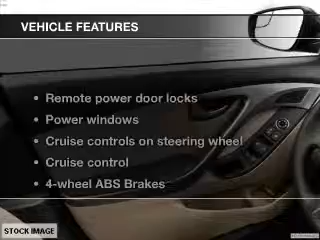 VEHICLE FEATURES
• Remote power door locks
• Power windows
• Cruise controls on steering wheel
• Cruise control
• 4-wheel ABS Brakes
STOCK IMAGE